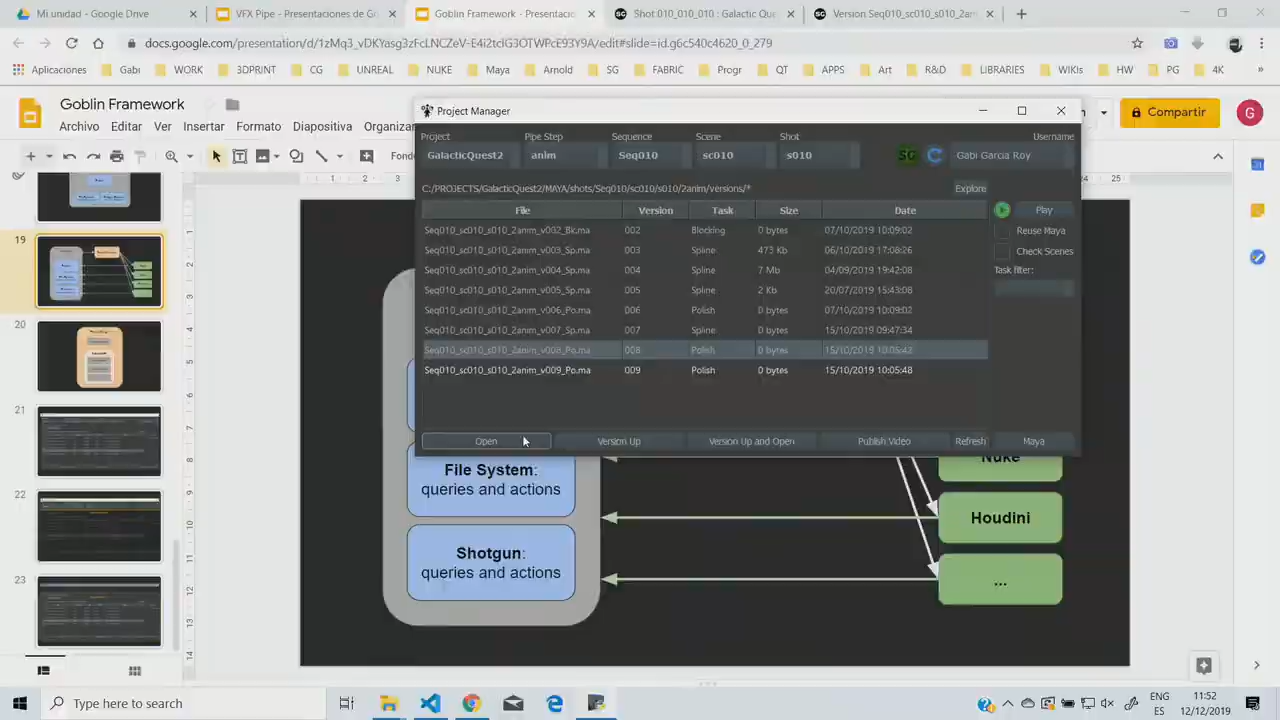 Mi unidad - Google Drive
VFX Pipe - Presentaciones de Go
Goblin Framework - Presentacio
Shot 010_010_010 : Galactic Que
Version Seq010_sc010_s010_2am
docs.google.com/presentation/d/1zMq3_vDKYasg3zFcLNCZeV-E4i2tclG3OTWPcE93Y9A/edit#slide=id.g6c540c4620_0_279
Aplicaciones
Gabi
WORK
3DPRINT
CG
UNREAL
NUKE
Maya
Arnold
SG
FABRIC
Progr
QT
APPS
Art
R&D
LIBRARIES
WIKIs
HW
PG
4K
Goblin Framework
Archivo
Editar
Ver
Insertar
Formato
Diapositiva
Organiza
Compartir
G
Fondo
Project Manager
Project
Pipe Step
Sequence
Scene
Shot
Username
GalacticQuest2
anim
Seq010
sc010
s010
SG
Gabi Garcia Roy
C:/PROJECTS/GalacticQuest2/MAYA/shots/Seq010/sc010/s010/2anim/versions/*
Explore
File
Version
Task
Size
Date
Play
Seq010_sc010_s010_2anim_v002_Bk.ma
002
Blocking
0 bytes
07/10/2019 10:09:02
Reuse Maya
Seq010_sc010_s010_2anim_v003_Sp.ma
003
Spline
473 Kb
06/10/2019 17:08:26
Check Scenes
Seq010_sc010_s010_2anim_v004_Sp.ma
004
Spline
7 Mb
04/09/2019 19:42:08
Task filter:
Seq010_sc010_s010_2anim_v005_Sp.ma
005
Spline
2 Kb
20/07/2019 15:43:08
Seq010_sc010_s010_2anim_v006_Po.ma
006
Polish
0 bytes
07/10/2019 10:09:02
Seq010_sc010_s010_2anim_v007_Sp.ma
007
Spline
0 bytes
15/10/2019 09:47:34
Seq010_sc010_s010_2anim_v008_Po.ma
008
Polish
0 bytes
15/10/2019 10:05:42
Seq010_sc010_s010_2anim_v009_Po.ma
009
Polish
0 bytes
15/10/2019 10:05:48
Open
Version Up
Version Up and Open
Publish Video
Refresh
Maya
19
20
21
22
23
File System:
queries and actions
Shotgun:
queries and actions
Nuke
Houdini
...
Type here to search
ENG
ES
11:52
12/12/2019